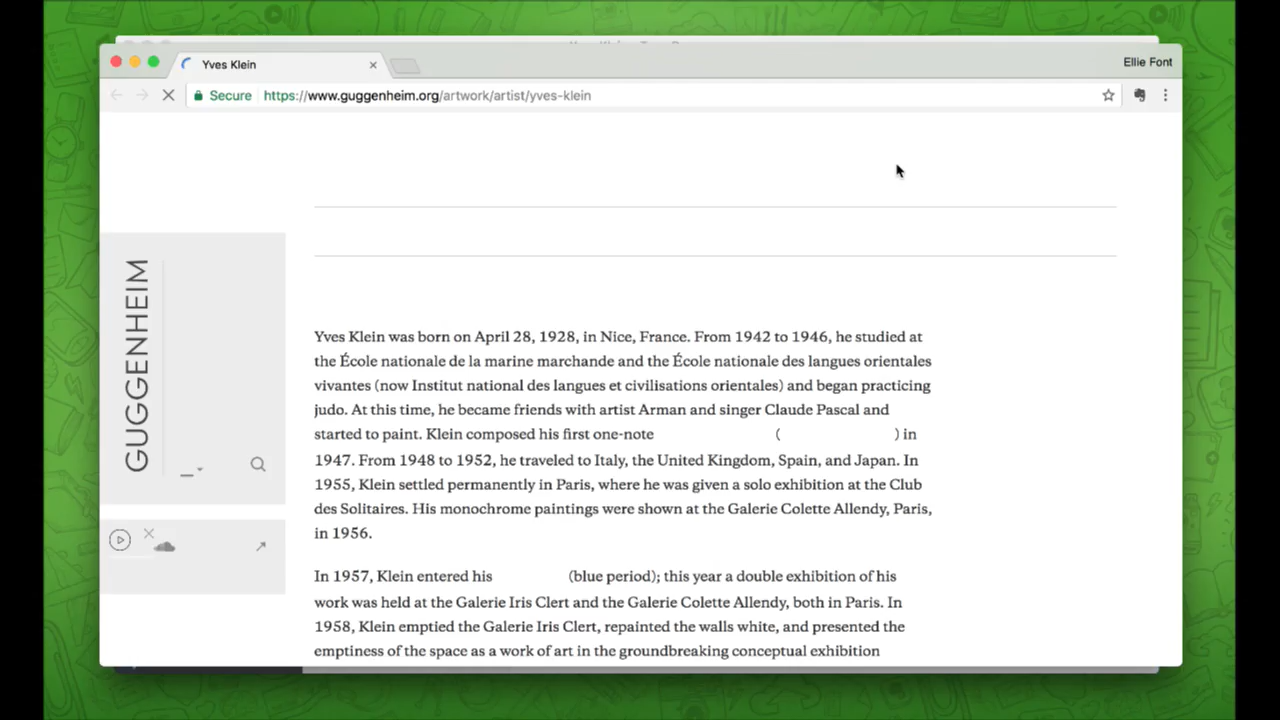 Yves Klein
Ellie Font
Secure https://www.guggenheim.org/artwork/artist/yves-klein
GUGGENHEIM
Yves Klein was born on April 28, 1928, in Nice, France. From 1942 to 1946, he studied at
the École nationale de la marine marchande and the École nationale des langues orientales
vivantes (now Institut national des langues et civilisations orientales) and began practicing
judo. At this time, he became friends with artist Arman and singer Claude Pascal and
started to paint. Klein composed his first one-note ( ) in
1947. From 1948 to 1952, he traveled to Italy, the United Kingdom, Spain, and Japan. In
1955, Klein settled permanently in Paris, where he was given a solo exhibition at the Club
des Solitaires. His monochrome paintings were shown at the Galerie Colette Allendy, Paris,
in 1956.
In 1957, Klein entered his (blue period); this year a double exhibition of his
work was held at the Galerie Iris Clert and the Galerie Colette Allendy, both in Paris. In
1958, Klein emptied the Galerie Iris Clert, repainted the walls white, and presented the
emptiness of the space as a work of art in the groundbreaking conceptual exhibition